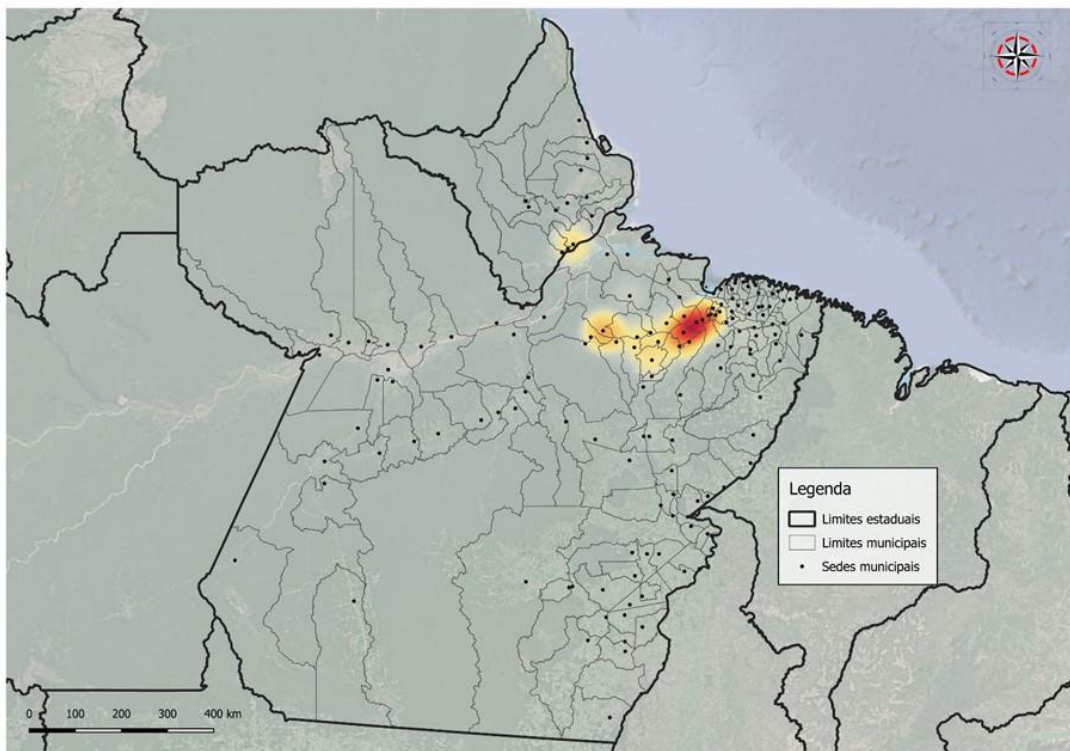 Legenda
Limites estaduais
Limites municipais
Sedes municipais
0 100 200 300 400 km